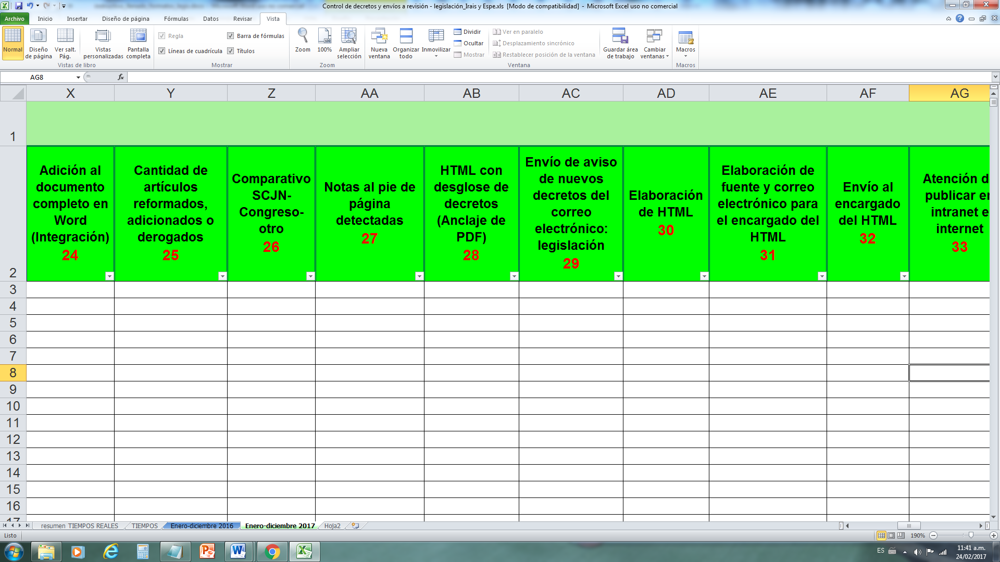 Control de decretos y envíos a revisión - legislación_Irais y Espe.xls [Modo de compatibilidad] - Microsoft Excel uso no comercial
Archivo Inicio Insertar Diseño de página Fórmulas Datos Revisar Vista
Normal
Diseño de página
Ver salt. Pág.
Vistas personalizadas
Pantalla completa
Vistas de libro
Regla
Barra de fórmulas
Líneas de cuadrícula
Títulos
Mostrar
Zoom
100%
Ampliar selección
Zoom
Nueva ventana
Organizar todo
Inmovilizar
Dividir
Ocultar
Mostrar
Ver en paralelo
Desplazamiento sincrónico
Restablecer posición de la ventana
Ventana
Guardar área de trabajo
Cambiar ventanas
Macros
Macros
AG8
fx
X Y Z AA AB AC AD AE AF AG
1
2
Adición al
documento
completo en
Word
(Integración)
24
Cantidad de
artículos
reformados,
adicionados o
derogados
25
Comparativo
SCJN-
Congreso-
otro
26
Notas al pie de
página
detectadas
27
HTML con
desglose de
decretos
(Anclaje de
PDF)
28
Envío de aviso
de nuevos
decretos del
correo
electrónico:
legislación
29
Elaboración
de HTML
30
Elaboración de
fuente y correo
electrónico para
el encargado del
HTML
31
Envío al
encargado
del HTML
32
Atención d
publicar en
intranet e
internet
33
3
4
5
6
7
8
9
10
11
12
13
14
15
16
17
resumen TIEMPOS REALES TIEMPOS Enero-diciembre 2016 Enero-diciembre 2017 Hoja2
Listo
190%
ES
11:41 a.m.
24/02/2017